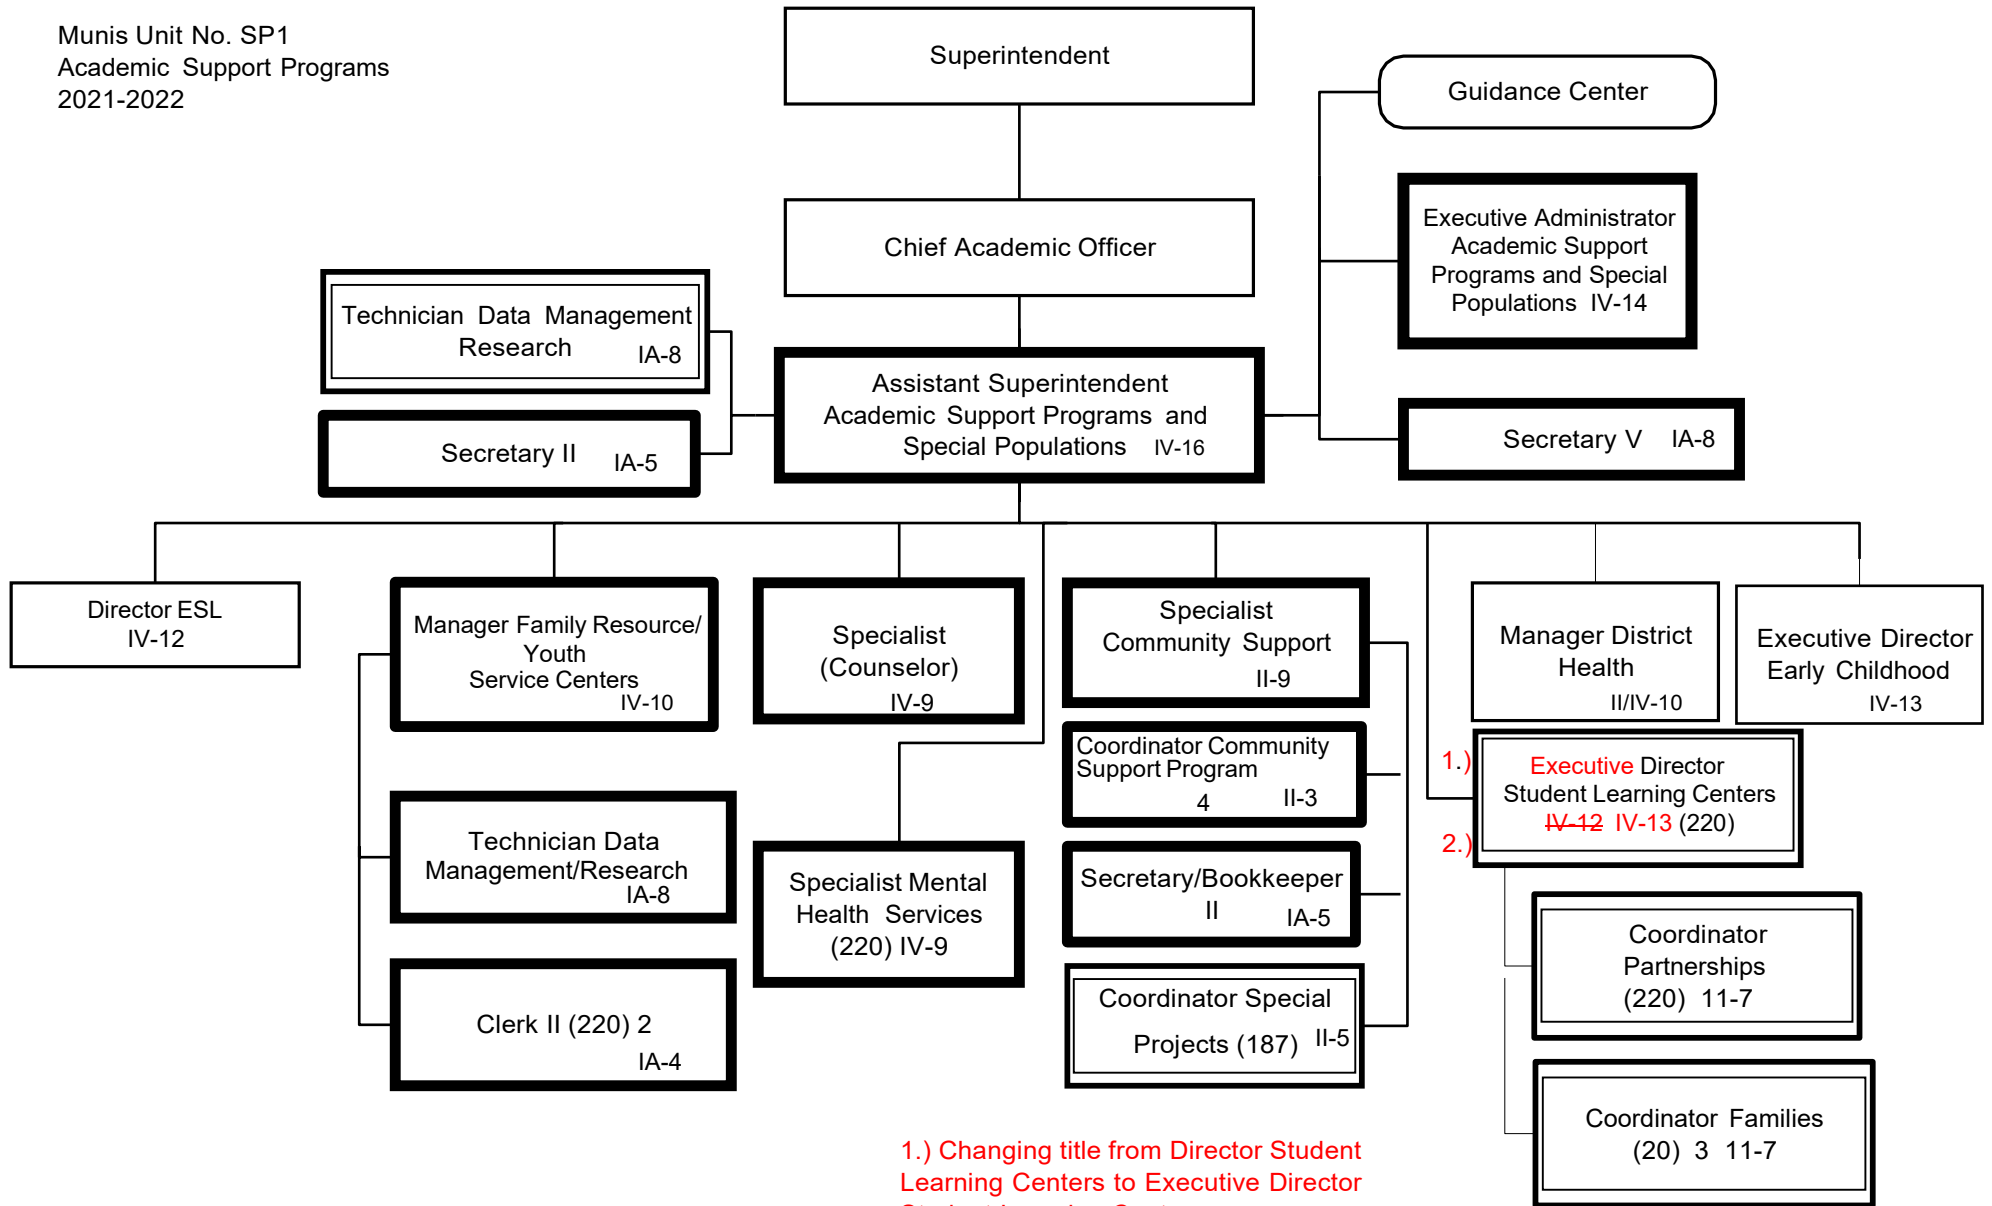 Munis Unit No. SP1
Academic Support Programs
2021-2022
Superintendent
Guidance Center
Executive Administrator
Academic Support
Programs and Special
Populations IV-14
Chief Academic Officer
Technician Data Management
Research IA-8
Assistant Superintendent
Academic Support Programs and
Special Populations IV-16
Secretary II IA-5
Secretary V IA-8
Director ESL
IV-12
Manager Family Resource/
Youth
Service Centers
IV-10
Specialist
(Counselor)
IV-9
Specialist
Community Support
II-9
Manager District
Health
II/IV-10
Executive Director
Early Childhood
IV-13
Coordinator Community
Support Program
4 II-3
1.)
Executive Director
Student Learning Centers
IV-12 IV-13 (220)
2.)
Technician Data
Management/Research
IA-8
Specialist Mental
Health Services
(220) IV-9
Secretary/Bookkeeper
II IA-5
Coordinator
Partnerships
(220) 11-7
Clerk II (220) 2
IA-4
Coordinator Special
Projects (187) II-5
Coordinator Families
(20) 3 11-7
1.) Changing title from Director Student
Learning Centers to Executive Director